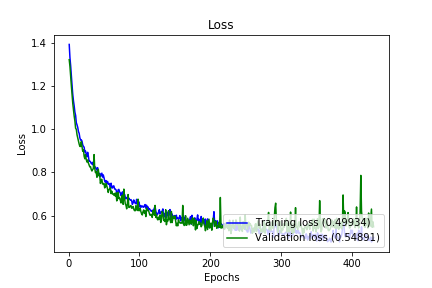 Loss
1.4
1.2
1.0
0.8
0.6
Loss
Training loss (0.49934)
Validation loss (0.54891)
0 100 200 300 400
Epochs